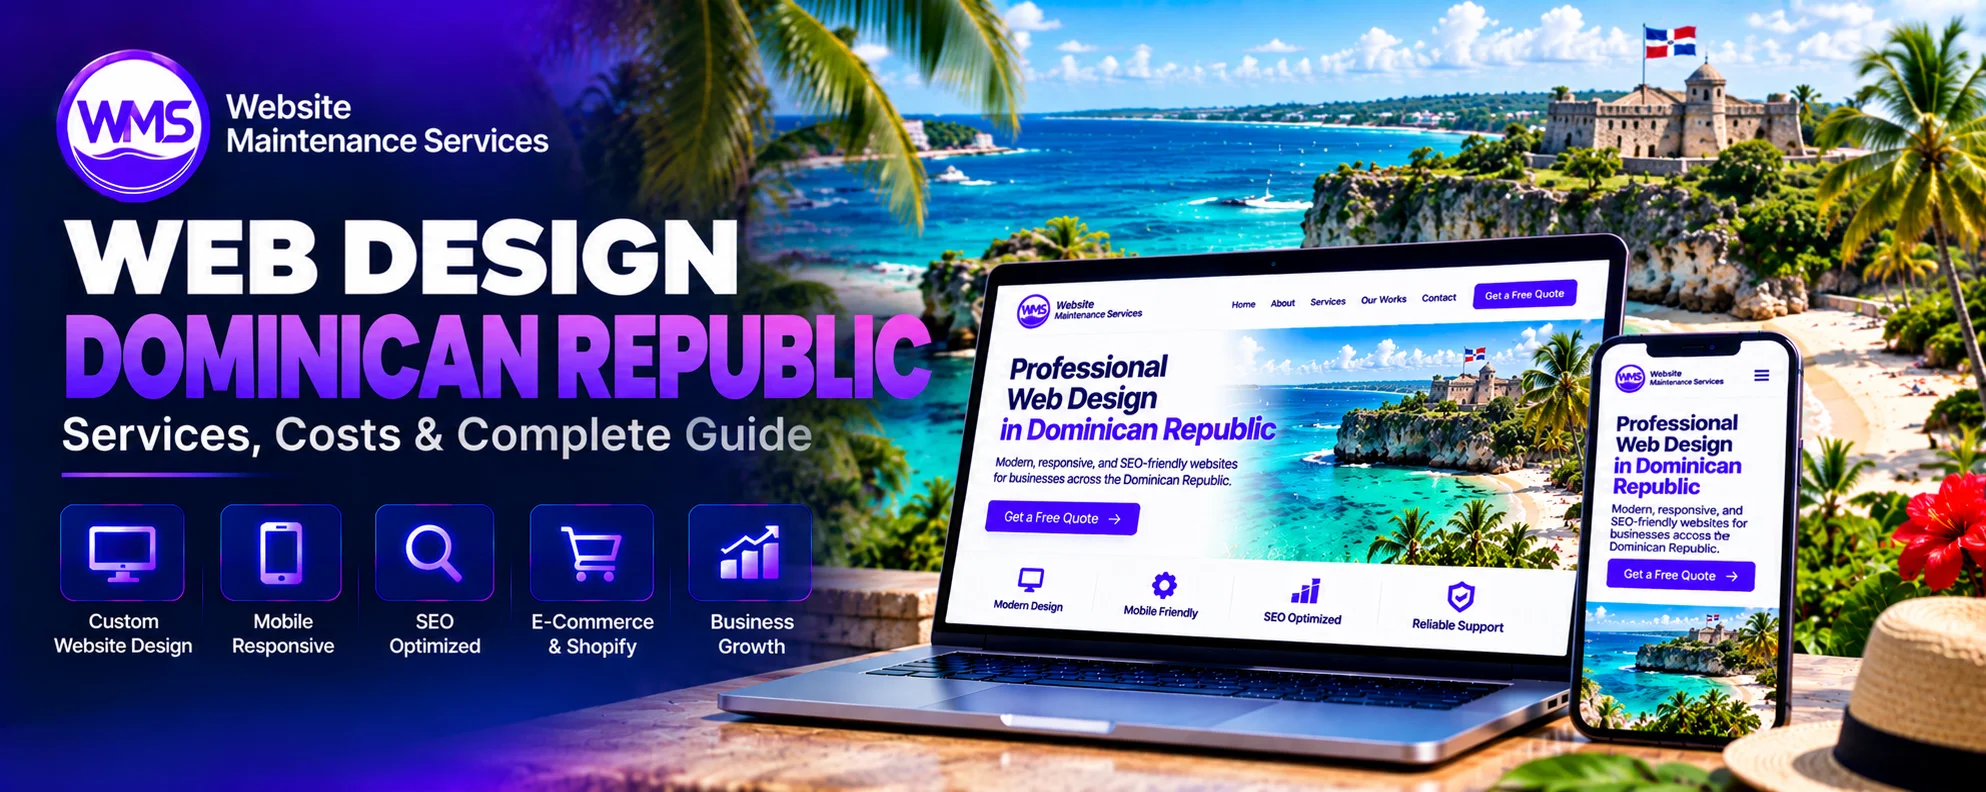 WMS
Website
Maintenance Services
WEB DESIGN
DOMINICAN REPUBLIC
Services, Costs & Complete Guide
Custom
Website Design
Mobile
Responsive
SEO
Optimized
E-Commerce
& Shopify
Business
Growth
WMS
Website
Maintenance Services
Home About Services Our Works Contact Get a Free Quote
Professional
Web Design
in Dominican Republic
Modern, responsive, and SEO-friendly websites
for businesses across the Dominican Republic.
Get a Free Quote →
Modern Design
Mobile Friendly
SEO Optimized
Reliable Support
WMS
Website
Maintenance Services
Professional
Web Design
in Dominican
Republic
Modern, responsive, and
SEO-friendly websites for
businesses accoss the
Dominican Republic.
Get a Free Quote →